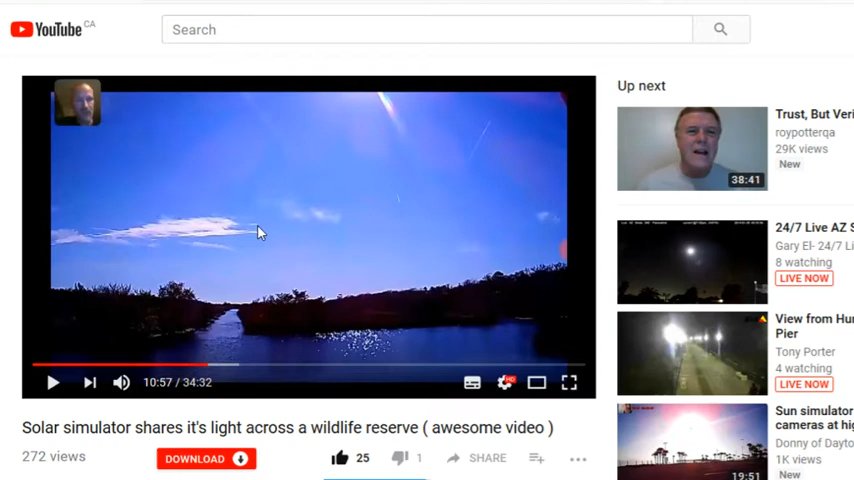 YouTube CA
Search
Up next
Trust, But Veri
roypotterqa
29K views
New
38:41
24/7 Live AZ S
Gary El- 24/7 Li
8 watching
LIVE NOW
View from Hun
Pier
Tony Porter
4 watching
LIVE NOW
Sun simulator
cameras at hig
Donny of Dayto
1K views
New
19:51
10:57 / 34:32
HD
Solar simulator shares it's light across a wildlife reserve ( awesome video )
272 views
DOWNLOAD
25
1
SHARE